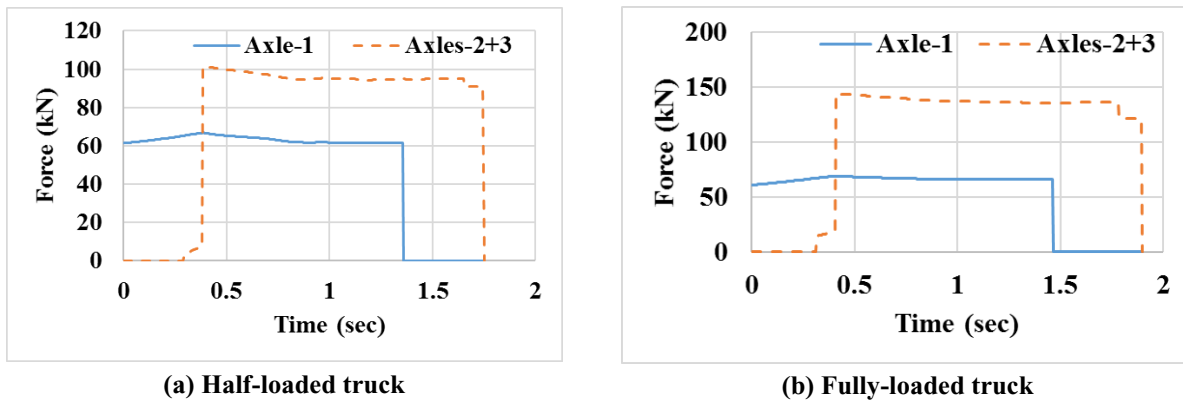 120
100
80
60
40
20
0
Force (kN)
Axle-1 Axles-2+3
0 0.5 1 1.5 2
Time (sec)
(a) Half-loaded truck
200
150
100
50
0
Force (kN)
Axle-1 Axles-2+3
0 0.5 1 1.5 2
Time (sec)
(b) Fully-loaded truck